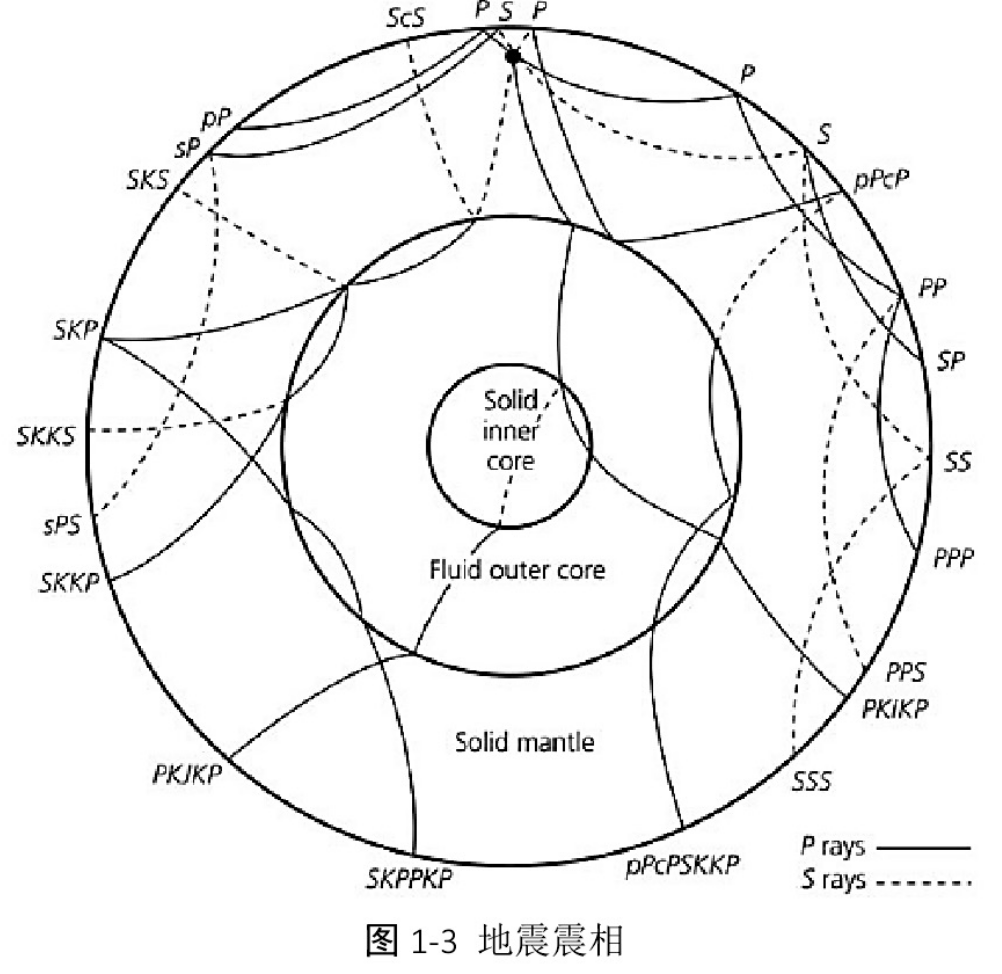 ScS
P
S
P
P
S
pPcP
PP
SP
SS
PPP
PPS
PKIKP
SSS
pPcPSKKP
SKPPKP
PKJKP
SKKP
sPS
SKKS
SKP
SKS
sP
pP
Solid
inner
core
Fluid outer core
Solid mantle
P rays
S rays
图 1-3 地震震相